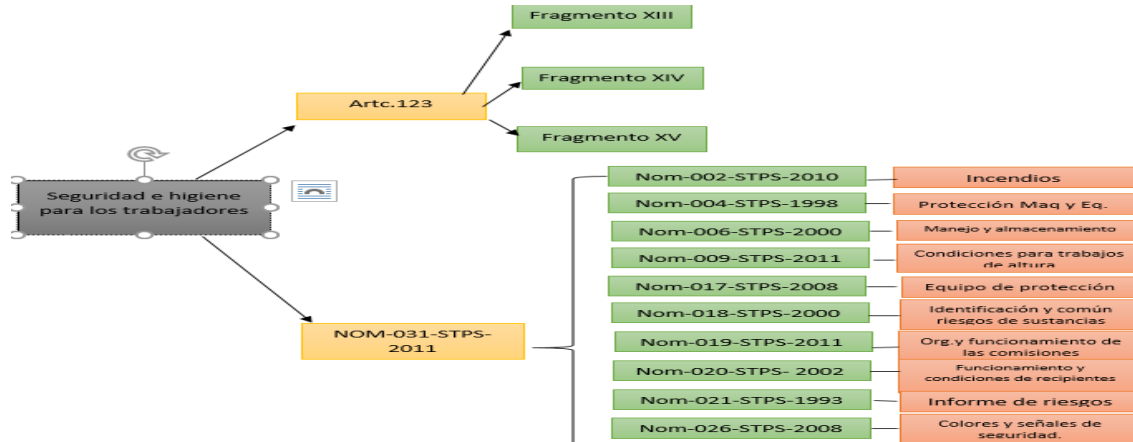 Fragmento XIII
Fragmento XIV
Artc.123
Fragmento XV
Seguridad e higiene
para los trabajadores
NOM-031-STPS-
2011
Nom-002-STPS-2010
Incendios
Nom-004-STPS-1998
Protección Maq y Eq.
Nom-006-STPS-2000
Manejo y almacenamiento
Nom-009-STPS-2011
Condiciones para trabajos
de altura
Nom-017-STPS-2008
Equipo de protección
Nom-018-STPS-2000
Identificación y común
riesgos de sustancias
Nom-019-STPS-2011
Org.y funcionamiento de
las comisiones
Nom-020-STPS- 2002
Funcionamiento y
condiciones de recipientes
Nom-021-STPS-1993
Informe de riesgos
Nom-026-STPS-2008
Colores y señales de
seguridad.